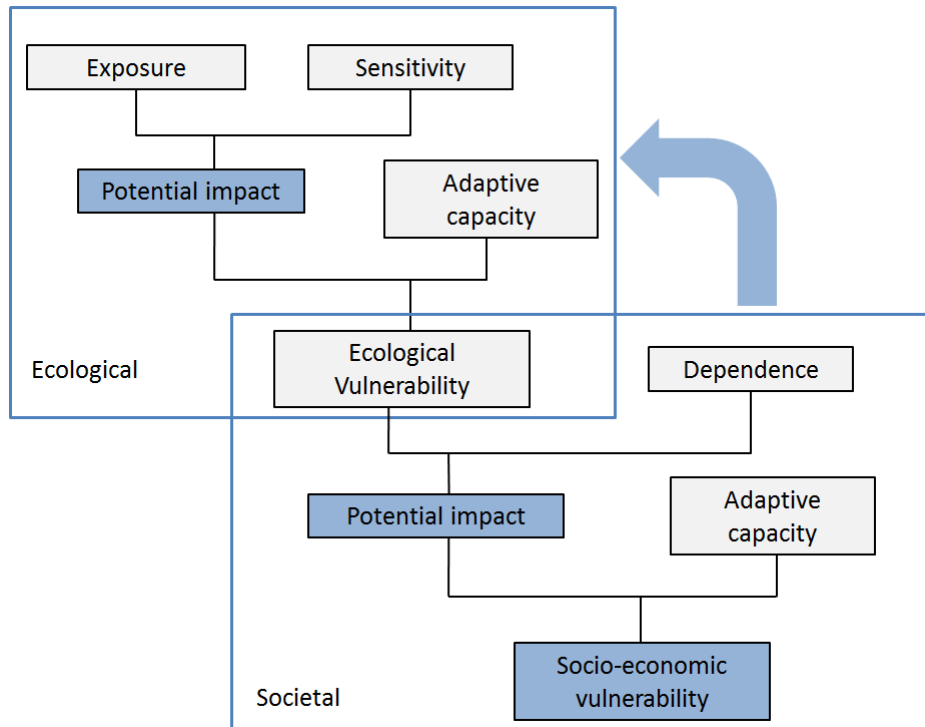 Exposure
Sensitivity
Potential impact
Adaptive
capacity
Ecological
Ecological
Vulnerability
Dependence
Potential impact
Adaptive
capacity
Socio-economic
vulnerability
Societal